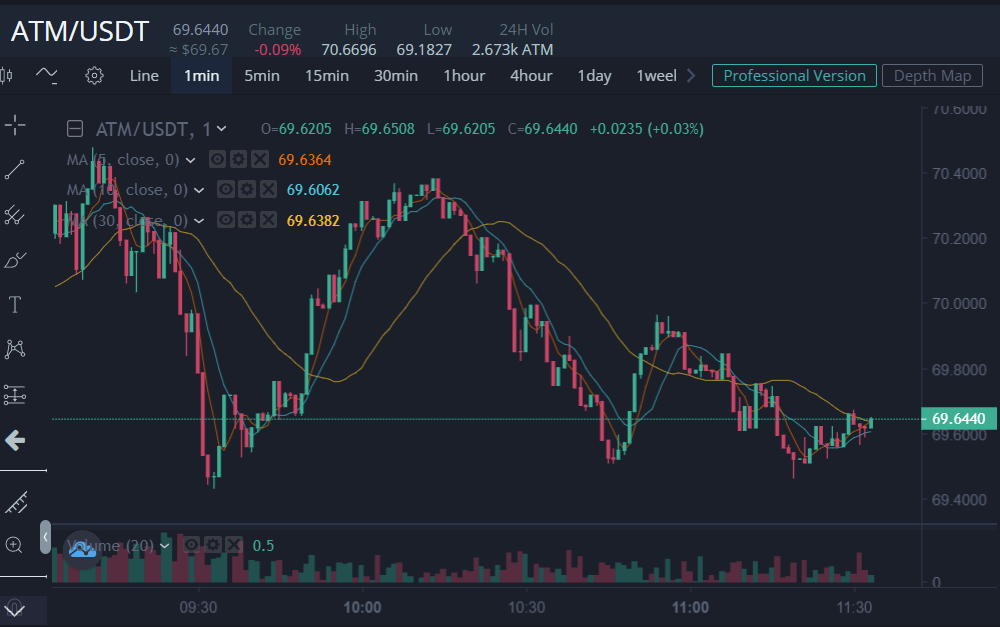 ATM/USDT
69.6440 Change High Low 24H Vol
≈ $69.67 -0.09% 70.6696 69.1827 2.673k ATM
Line 1min 5min 15min 30min 1hour 4hour 1day 1weel Professional Version Depth Map
ATM/USDT, 1 O=69.6205 H=69.6508 L=69.6205 C=69.6440 +0.0235 (+0.03%)
MA (5, close, 0) 69.6364
MA (10, close, 0) 69.6062
MA (30, close, 0) 69.6382
70.6000
70.4000
70.2000
70.0000
69.8000
69.6440
69.6000
69.4000
Volume (20) 0.5
0
09:30 10:00 10:30 11:00 11:30